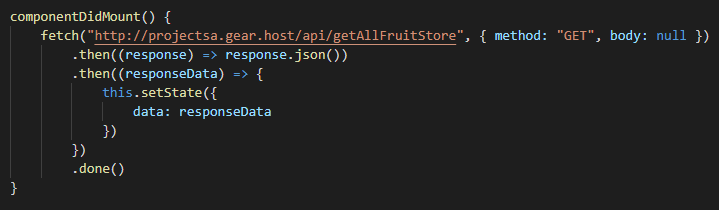 componentDidMount() {
    fetch("http://projectsa.gear.host/api/getAllFruitStore", { method: "GET", body: null })
        .then((response) => response.json())
        .then((responseData) => {
            this.setState({
                data: responseData
            })
        })
        .done()
}